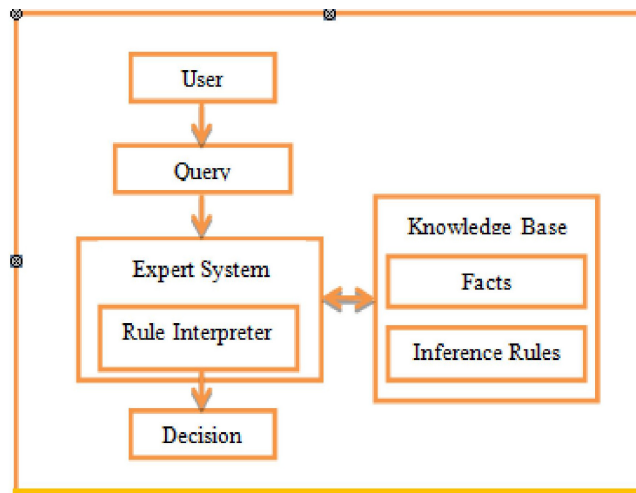 User
Query
Expert System
Rule Interpreter
Decision
Knowledge Base
Facts
Inference Rules